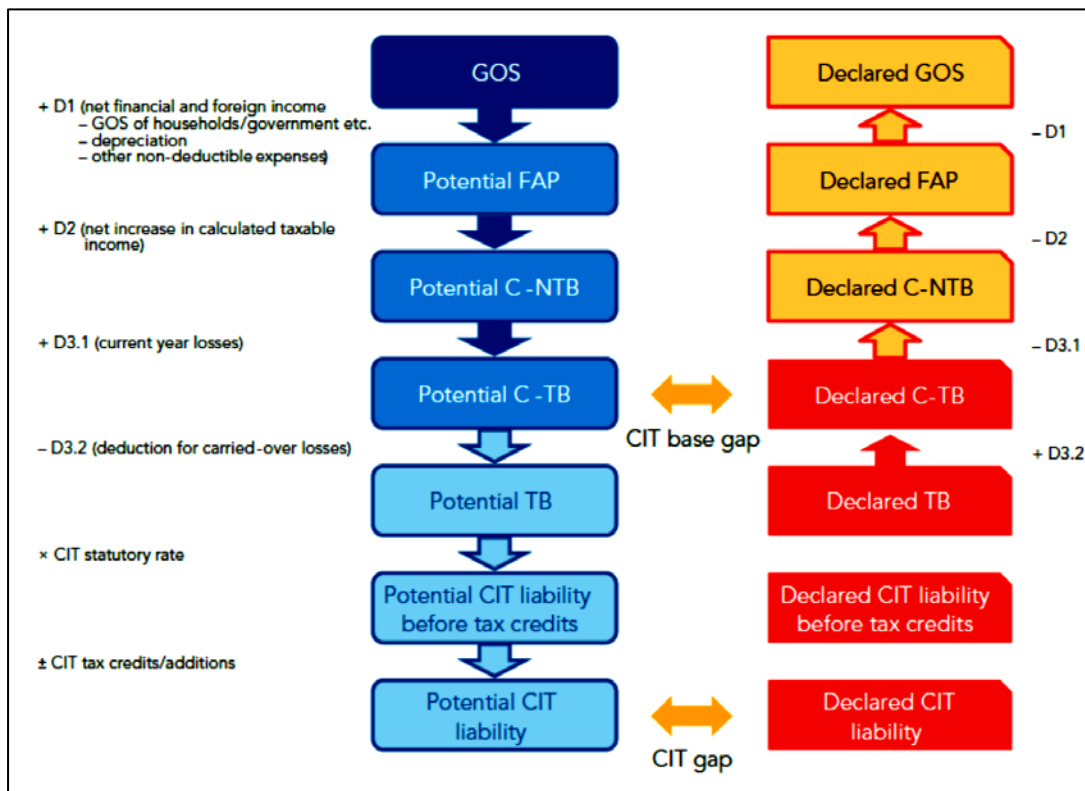 GOS
Declared GOS
+ D1 (net financial and foreign income
– GOS of households/government etc.
– depreciation
– other non-deductible expenses)
– D1
Potential FAP
Declared FAP
+ D2 (net increase in calculated taxable
income)
– D2
Potential C -NTB
Declared C-NTB
+ D3.1 (current year losses)
– D3.1
Potential C -TB
Declared C-TB
CIT base gap
– D3.2 (deduction for carried-over losses)
+ D3.2
Potential TB
Declared TB
× CIT statutory rate
Potential CIT liability
before tax credits
Declared CIT liability
before tax credits
± CIT tax credits/additions
Potential CIT
liability
Declared CIT
liability
CIT gap